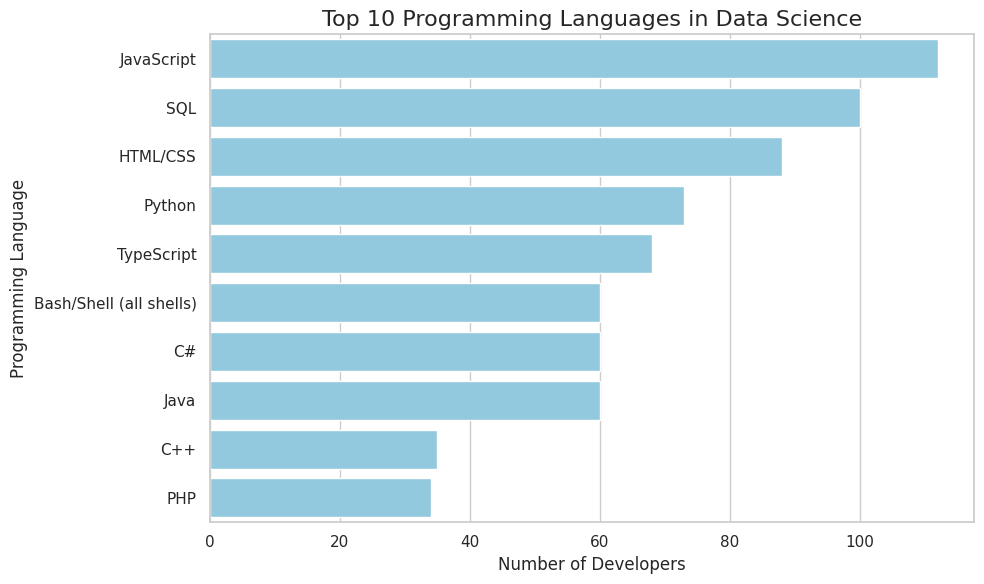 Top 10 Programming Languages in Data Science
Programming Language
JavaScript
SQL
HTML/CSS
Python
TypeScript
Bash/Shell (all shells)
C#
Java
C++
PHP
0 20 40 60 80 100
Number of Developers